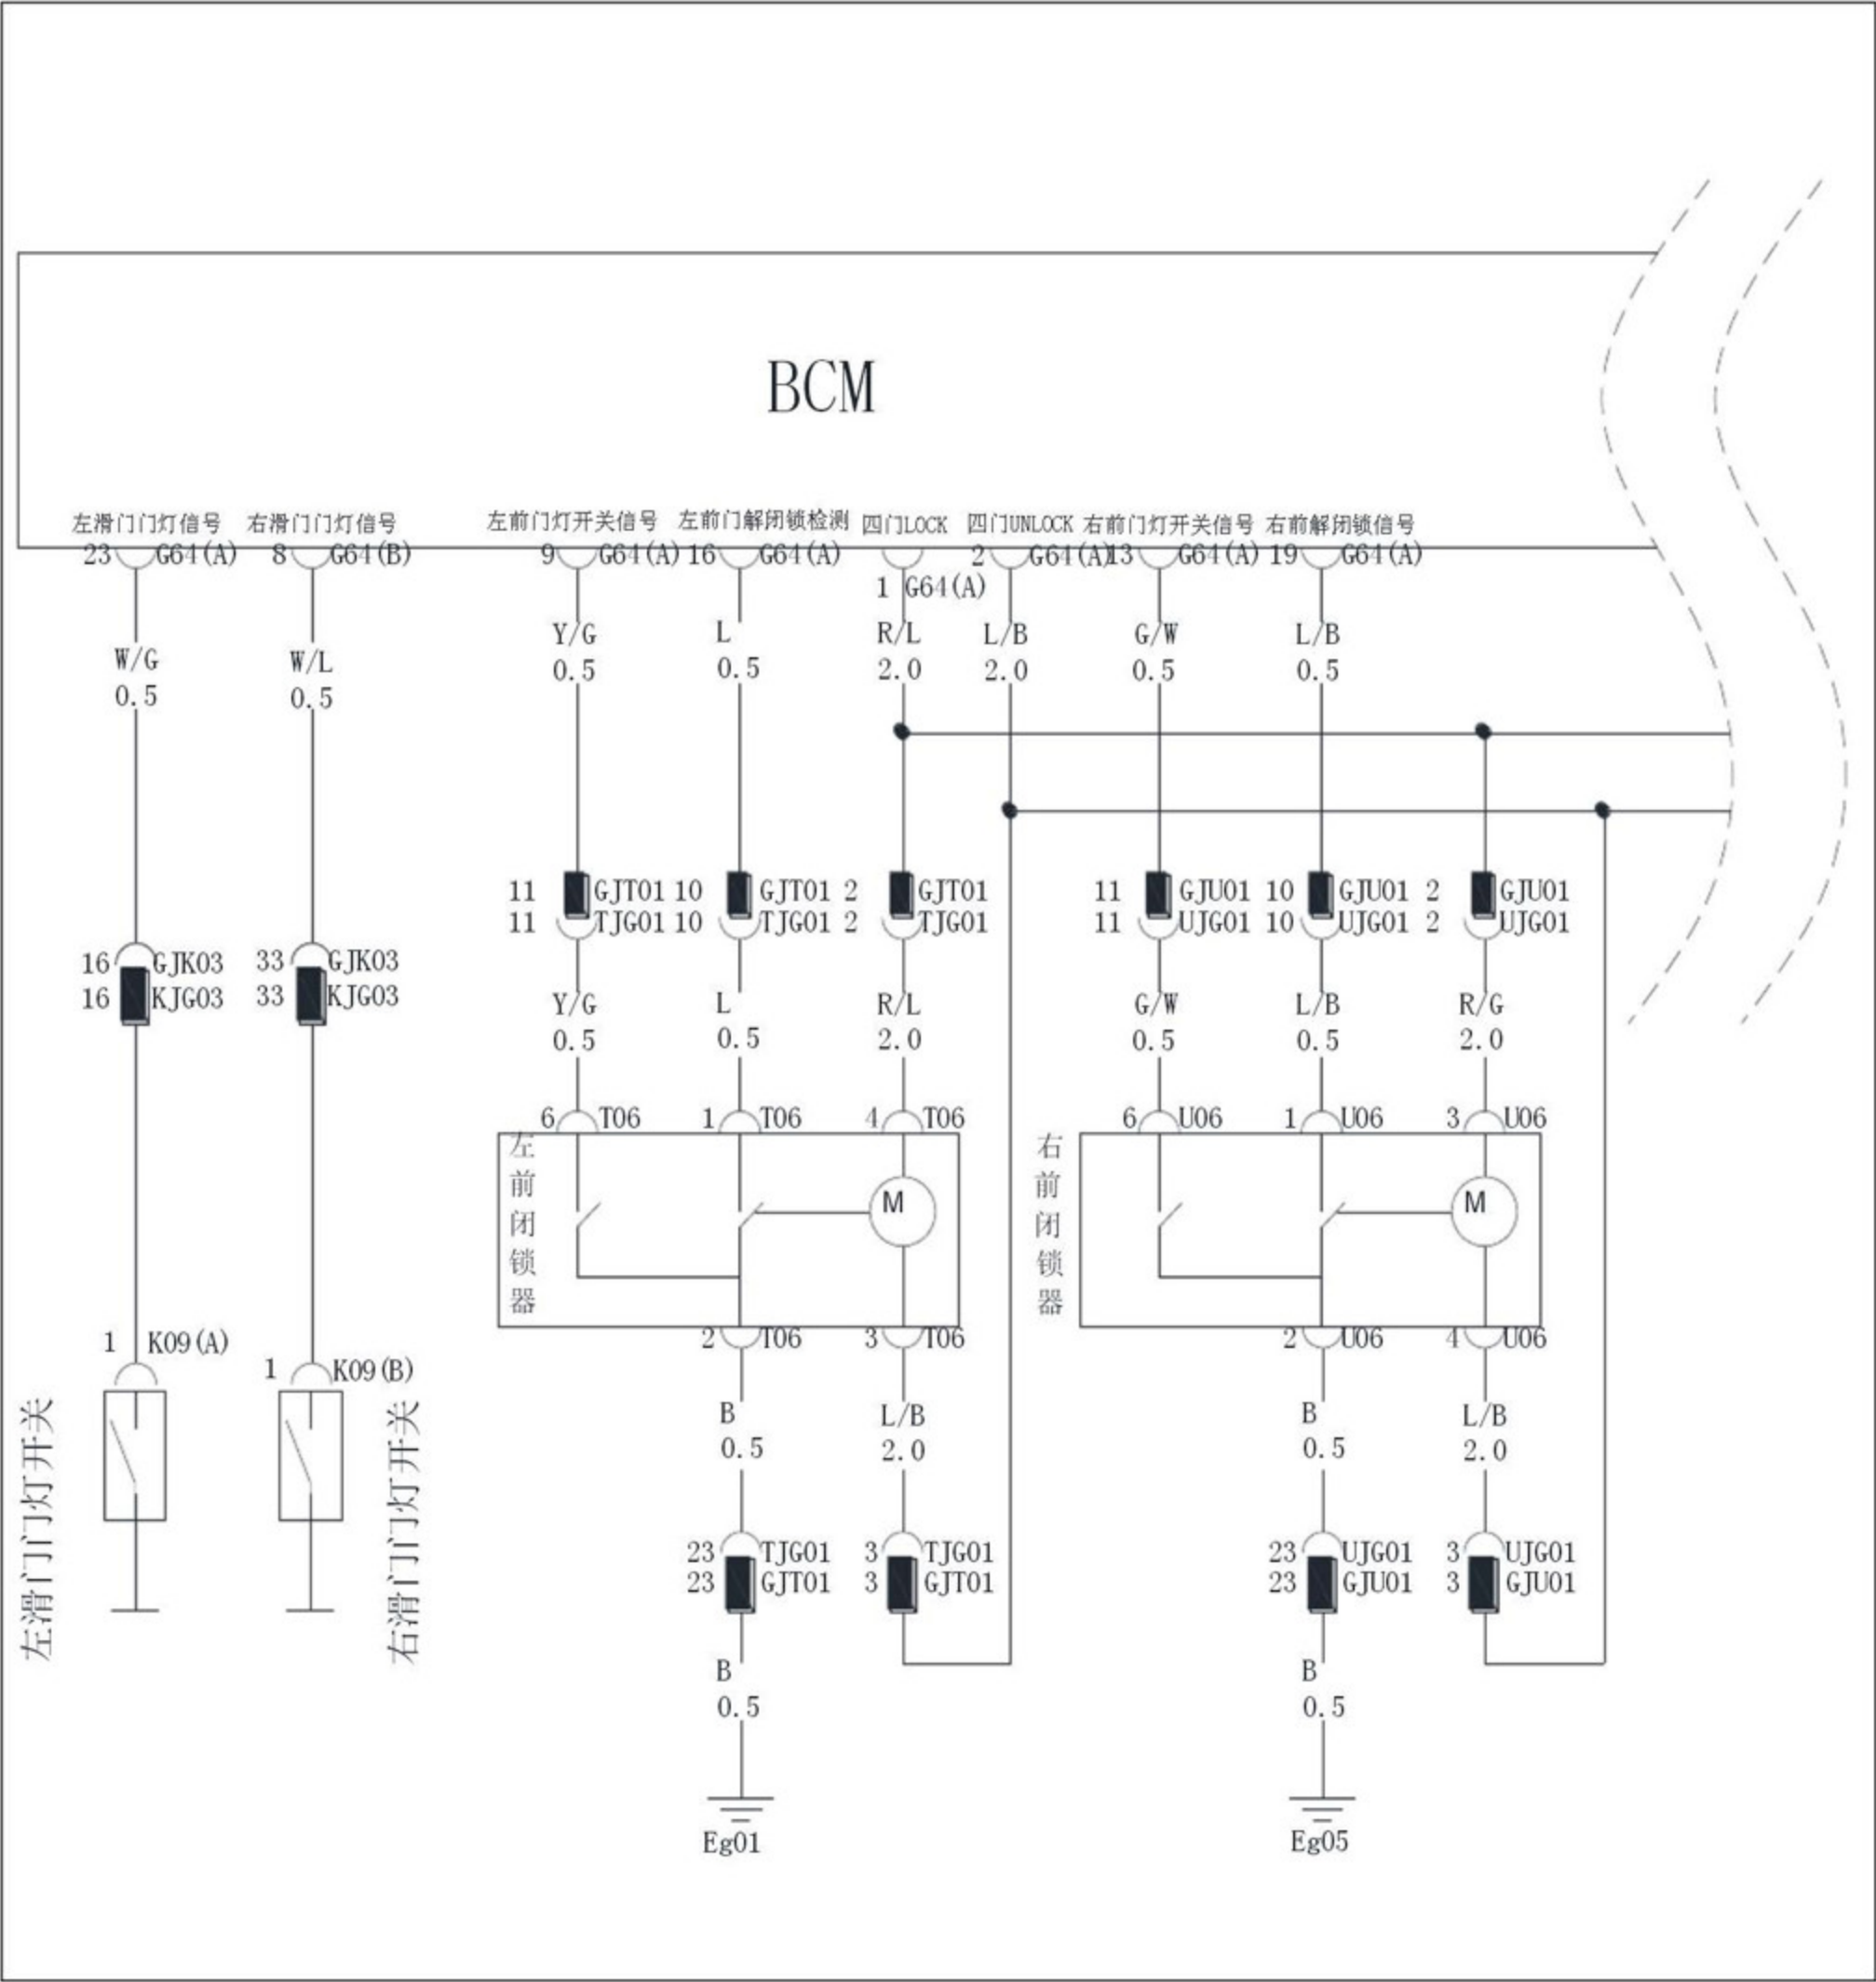 BCM
左滑门门灯信号 右滑门门灯信号 左前门灯开关信号 左前门解闭锁检测 四门LOCK 四门UNLOCK 右前门灯开关信号 右前解闭锁信号
23 G64(A) 8 G64(B) 9 G64(A) 16 G64(A) 2 G64(A) 13 G64(A) 19 G64(A)
1 G64(A)
W/G W/L Y/G L R/L L/B G/W L/B
0.5 0.5 0.5 0.5 2.0 2.0 0.5 0.5
11 GJT01 10 GJT01 2 GJT01 11 GJU01 10 GJU01 2 GJU01
11 TJG01 10 TJG01 2 TJG01 11 UJG01 10 UJG01 2 UJG01
16 GJK03 33 GJK03
16 KJG03 33 KJG03
Y/G L R/L G/W L/B R/G
0.5 0.5 2.0 0.5 0.5 2.0
6 T06 1 T06 4 T06 6 U06 1 U06 3 U06
左前闭锁器
M
右前闭锁器
M
2 T06 3 T06 2 U06 4 U06
1 K09(A) 1 K09(B)
左滑门门灯开关
右滑门门灯开关
B L/B B L/B
0.5 2.0 0.5 2.0
23 TJG01 3 TJG01 23 UJG01 3 UJG01
23 GJT01 3 GJT01 23 GJU01 3 GJU01
B B
0.5 0.5
Eg01 Eg05